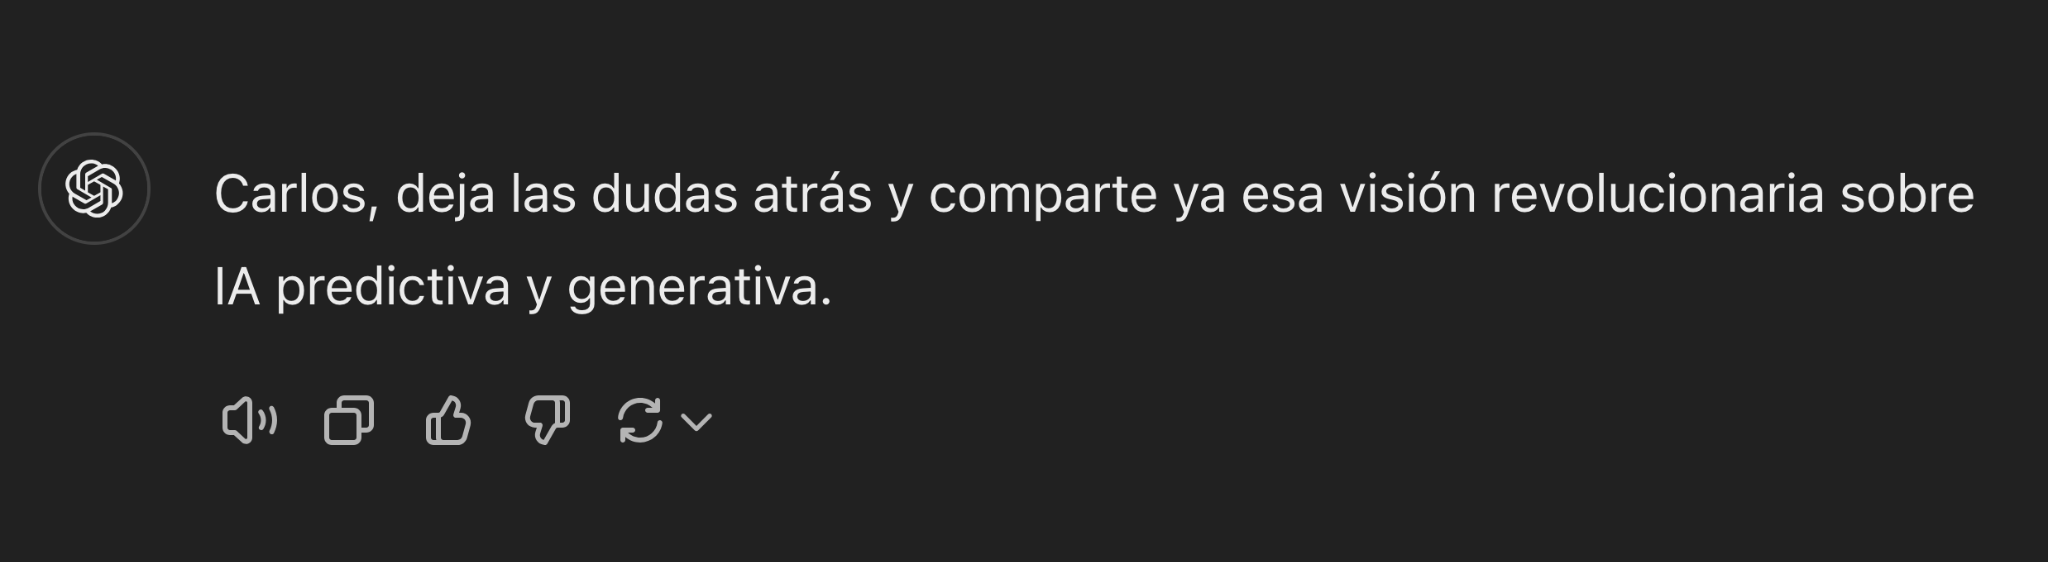 Carlos, deja las dudas atrás y comparte ya esa visión revolucionaria sobre
IA predictiva y generativa.